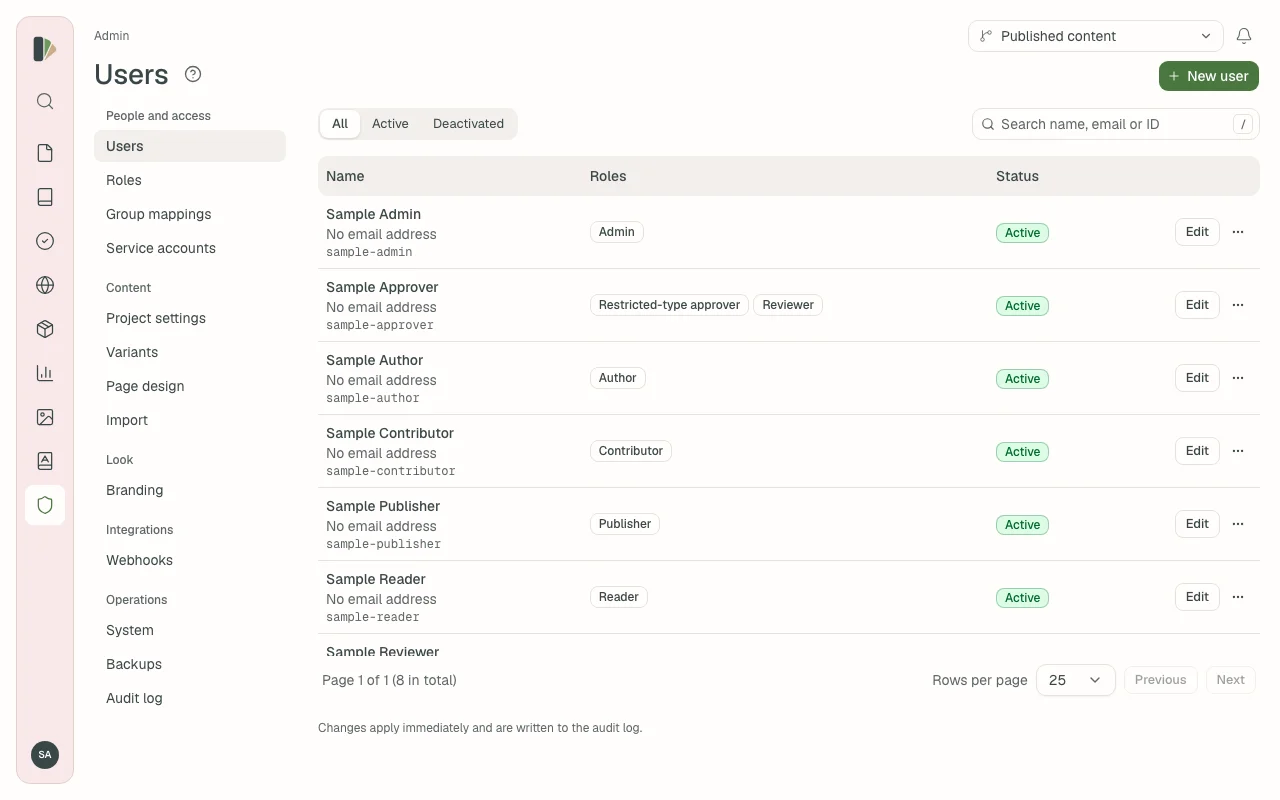 Admin
Published content
Users
New user
People and access
Users
Roles
Group mappings
Service accounts
Content
Project settings
Variants
Page design
Import
Look
Branding
Integrations
Webhooks
Operations
System
Backups
Audit log
SA
All Active Deactivated
Search name, email or ID /
Name Roles Status
Sample Admin
No email address
sample-admin
Admin
Active
Edit
Sample Approver
No email address
sample-approver
Restricted-type approver Reviewer
Active
Edit
Sample Author
No email address
sample-author
Author
Active
Edit
Sample Contributor
No email address
sample-contributor
Contributor
Active
Edit
Sample Publisher
No email address
sample-publisher
Publisher
Active
Edit
Sample Reader
No email address
sample-reader
Reader
Active
Edit
Sample Reviewer
Page 1 of 1 (8 in total)
Rows per page 25 Previous Next
Changes apply immediately and are written to the audit log.